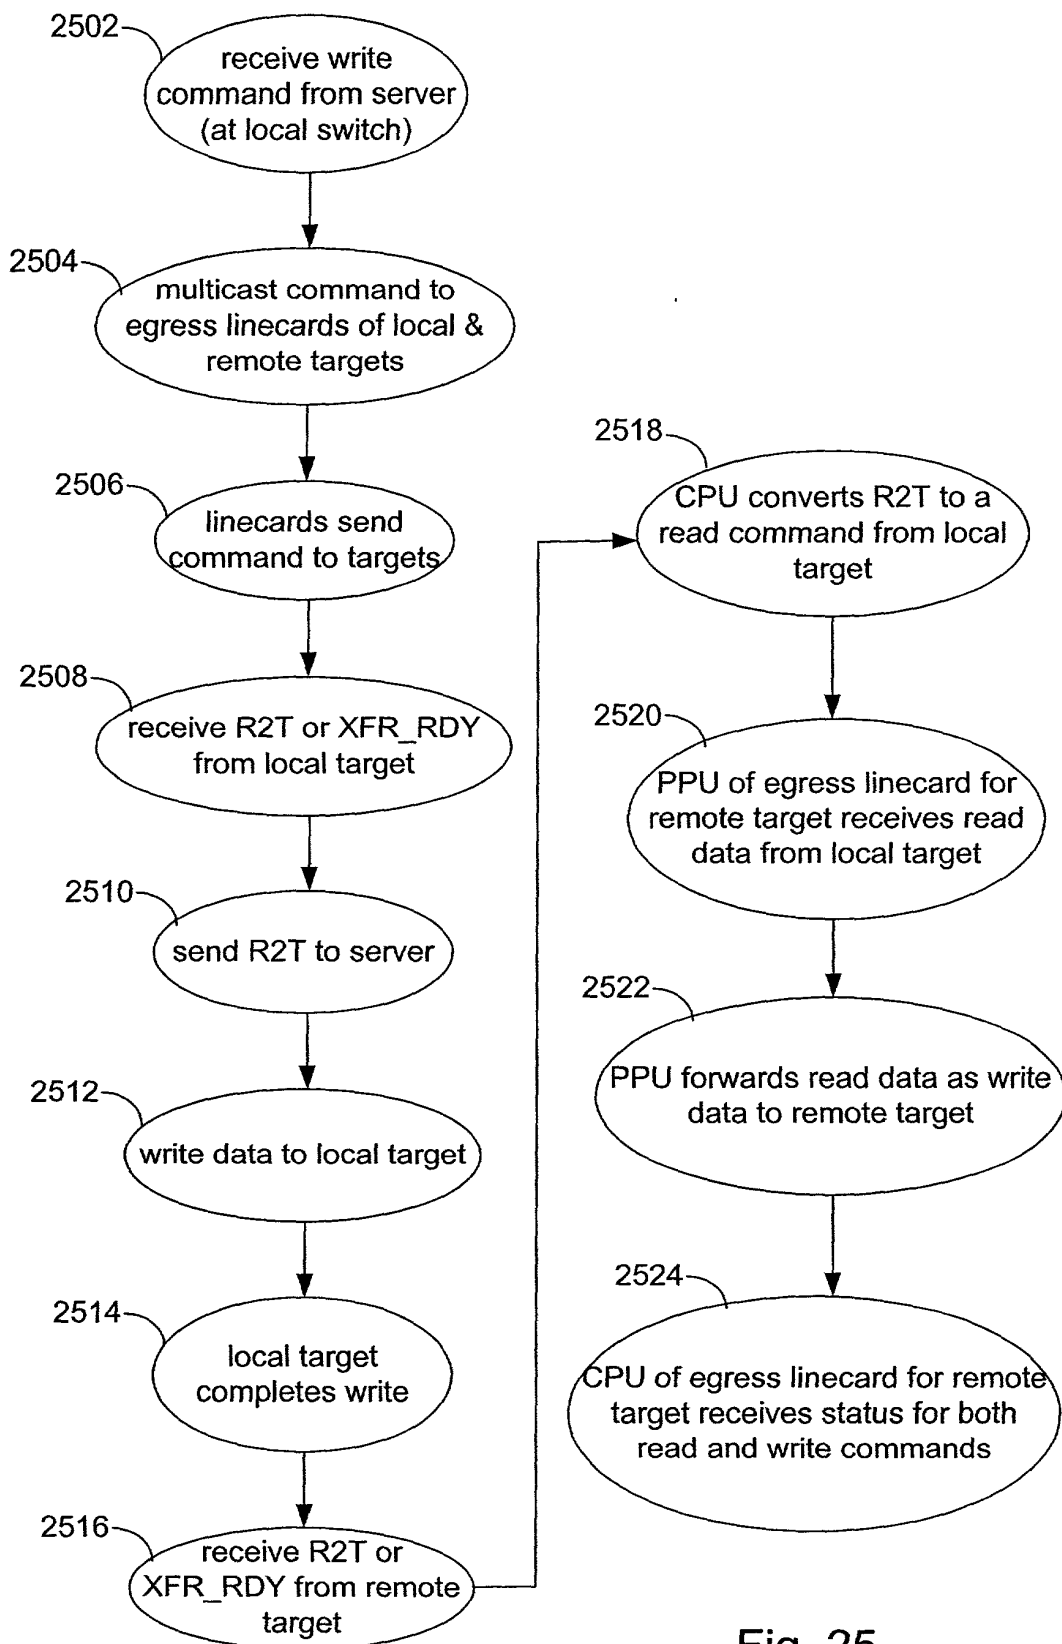 2502
receive write
command from server
(at local switch)
2504
multicast command to
egress linecards of local &
remote targets
2506
linecards send
command to targets
2508
receive R2T or XFR_RDY
from local target
2510
send R2T to server
2512
write data to local target
2514
local target
completes write
2516
receive R2T or
XFR_RDY from remote
target
2518
CPU converts R2T to a
read command from local
target
2520
PPU of egress linecard for
remote target receives read
data from local target
2522
PPU forwards read data as write
data to remote target
2524
CPU of egress linecard for remote
target receives status for both
read and write commands
Fig. 25